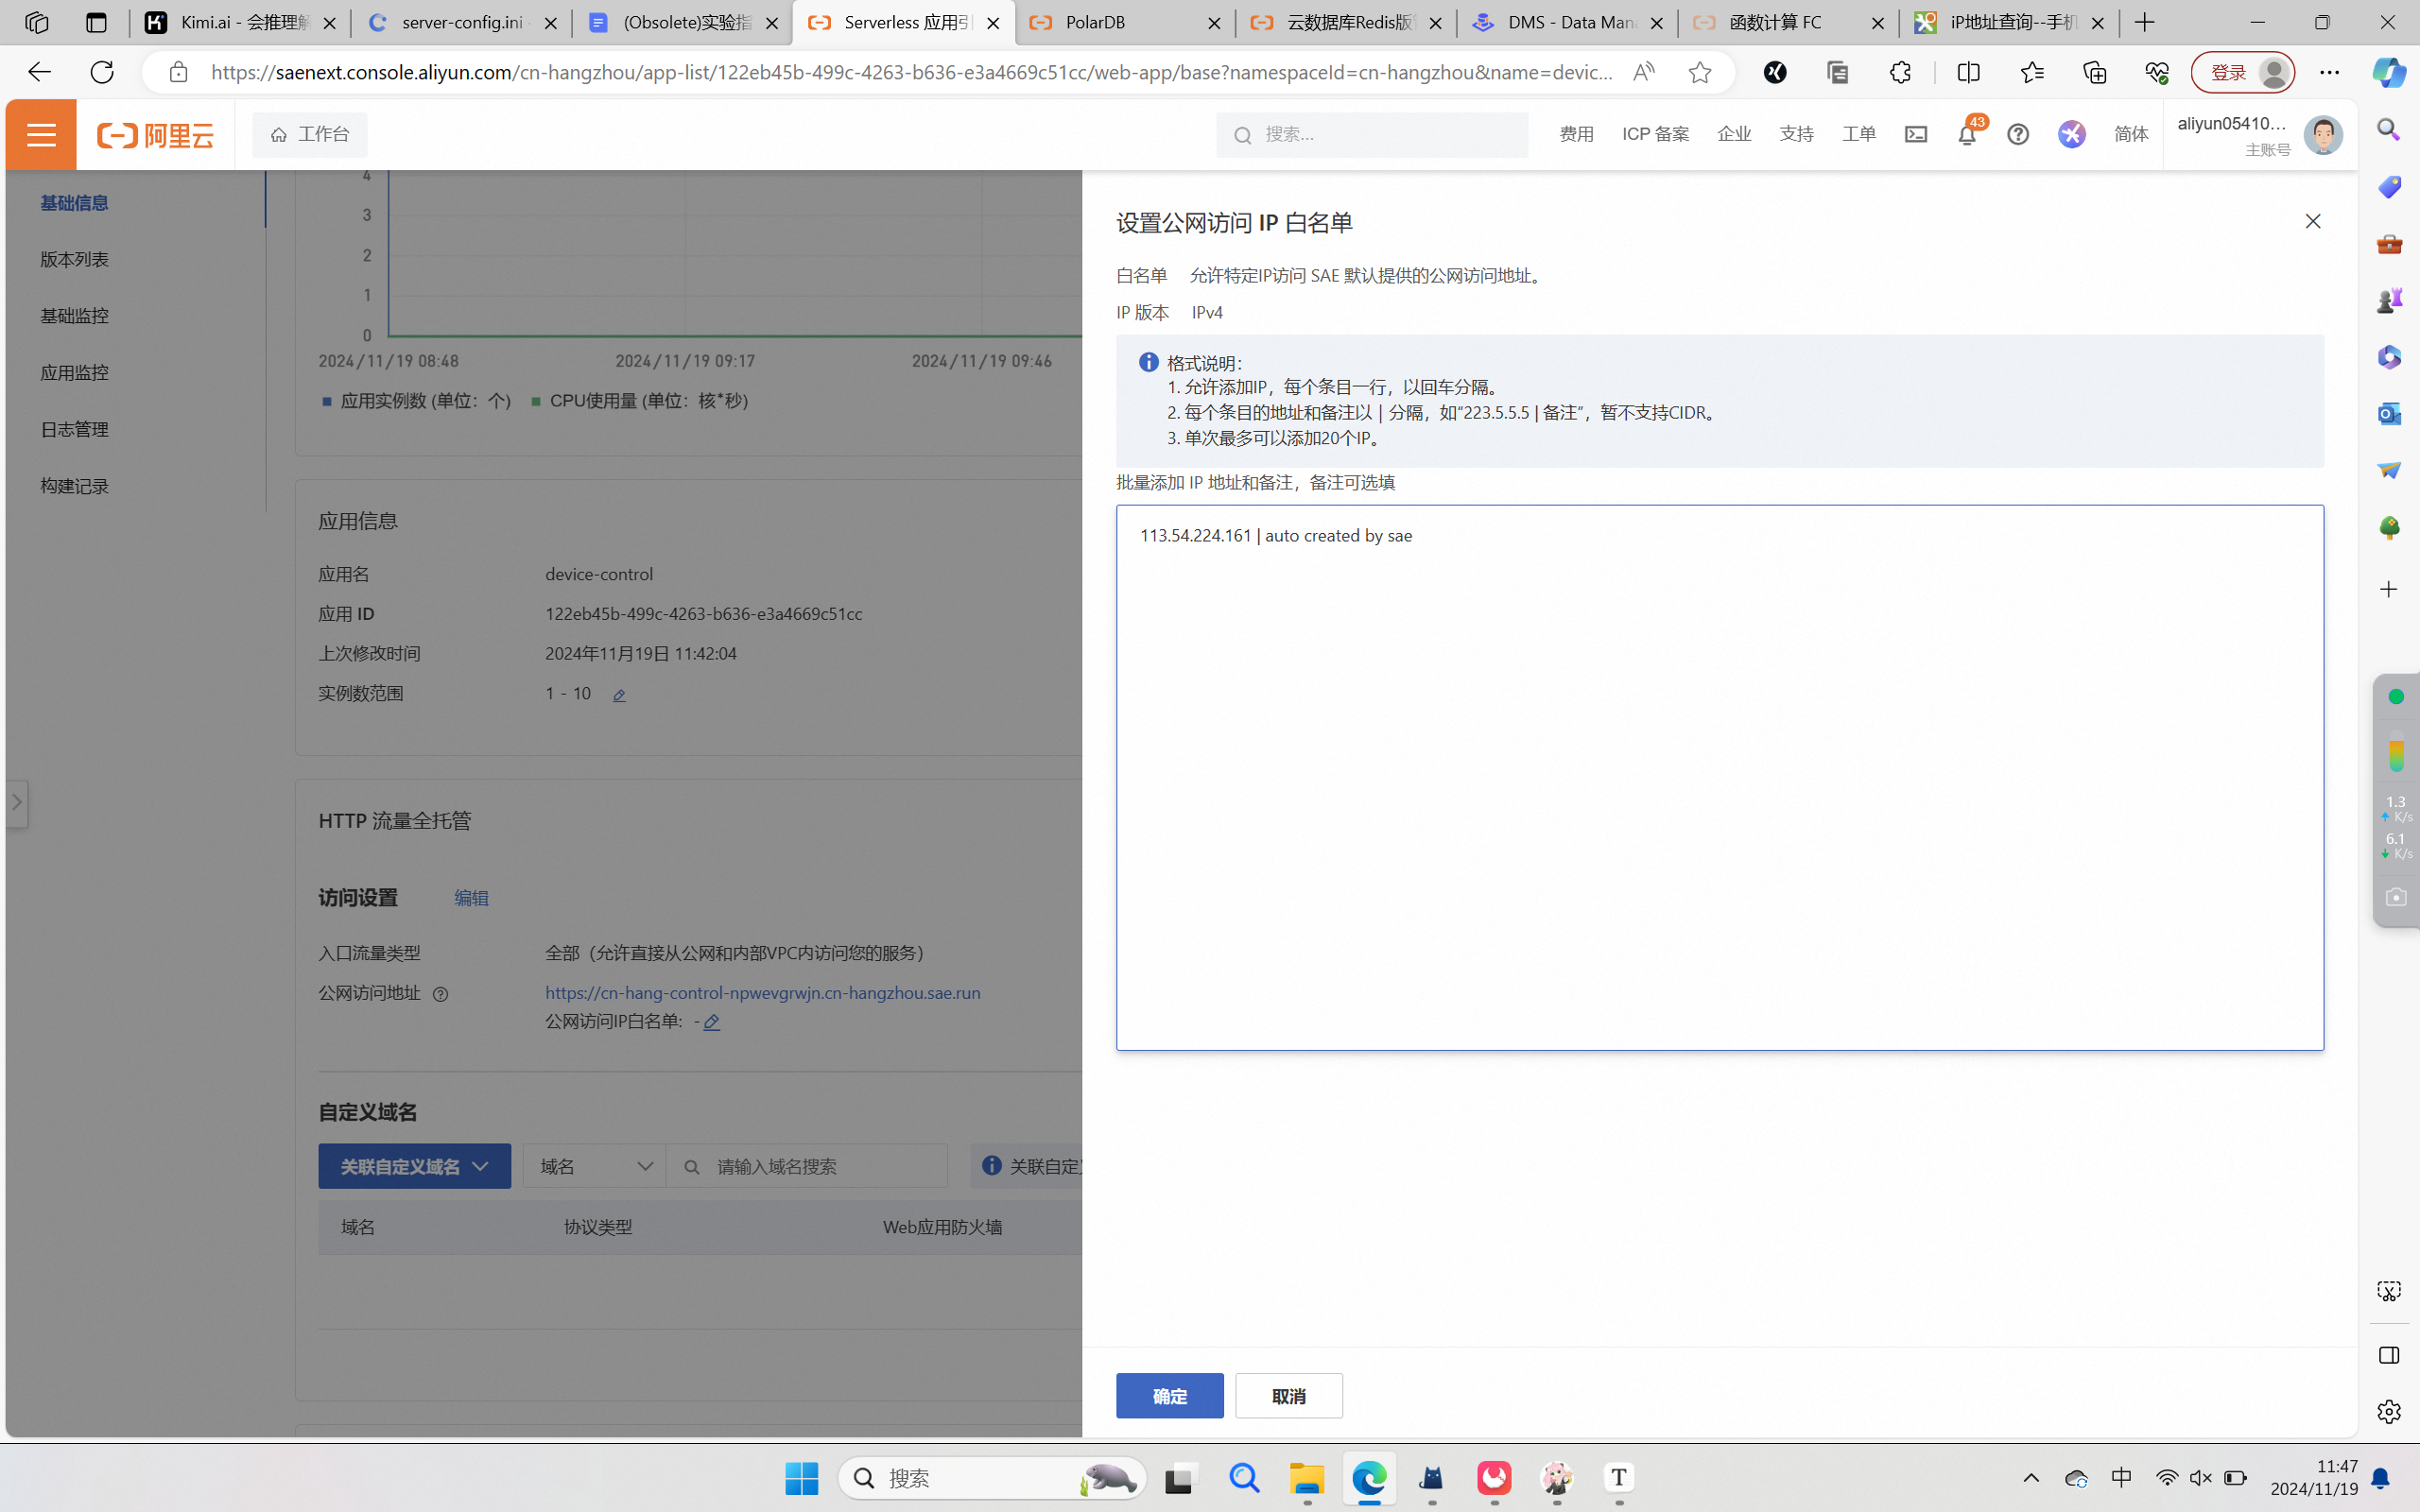 Kimi.ai - 会推理解
server-config.ini
(Obsolete)实验指
Serverless 应用引
PolarDB
云数据库Redis版
DMS - Data Man
函数计算 FC
iP地址查询--手机
https://saenext.console.aliyun.com/cn-hangzhou/app-list/122eb45b-499c-4263-b636-e3a4669c51cc/web-app/base?namespaceId=cn-hangzhou&name=devic...
登录
阿里云
工作台
搜索...
费用
ICP 备案
企业
支持
工单
43
简体
aliyun05410...
主账号
基础信息
版本列表
基础监控
应用监控
日志管理
构建记录
4
3
2
1
0
2024/11/19 08:48
2024/11/19 09:17
2024/11/19 09:46
应用实例数 (单位：个)
CPU使用量 (单位：核*秒)
应用信息
应用名 device-control
应用 ID 122eb45b-499c-4263-b636-e3a4669c51cc
上次修改时间 2024年11月19日 11:42:04
实例数范围 1 - 10
HTTP 流量全托管
访问设置 编辑
入口流量类型 全部（允许直接从公网和内部VPC内访问您的服务）
公网访问地址 https://cn-hang-control-npwevgrwjn.cn-hangzhou.sae.run
公网访问IP白名单: -
自定义域名
关联自定义域名
域名
请输入域名搜索
关联自定义
域名 协议类型 Web应用防火墙
设置公网访问 IP 白名单
白名单 允许特定IP访问 SAE 默认提供的公网访问地址。
IP 版本 IPv4
格式说明：
1. 允许添加IP，每个条目一行，以回车分隔。
2. 每个条目的地址和备注以 | 分隔，如“223.5.5.5 | 备注”，暂不支持CIDR。
3. 单次最多可以添加20个IP。
批量添加 IP 地址和备注，备注可选填
113.54.224.161 | auto created by sae
确定
取消
1.3
K/s
6.1
K/s
搜索
中
11:47
2024/11/19